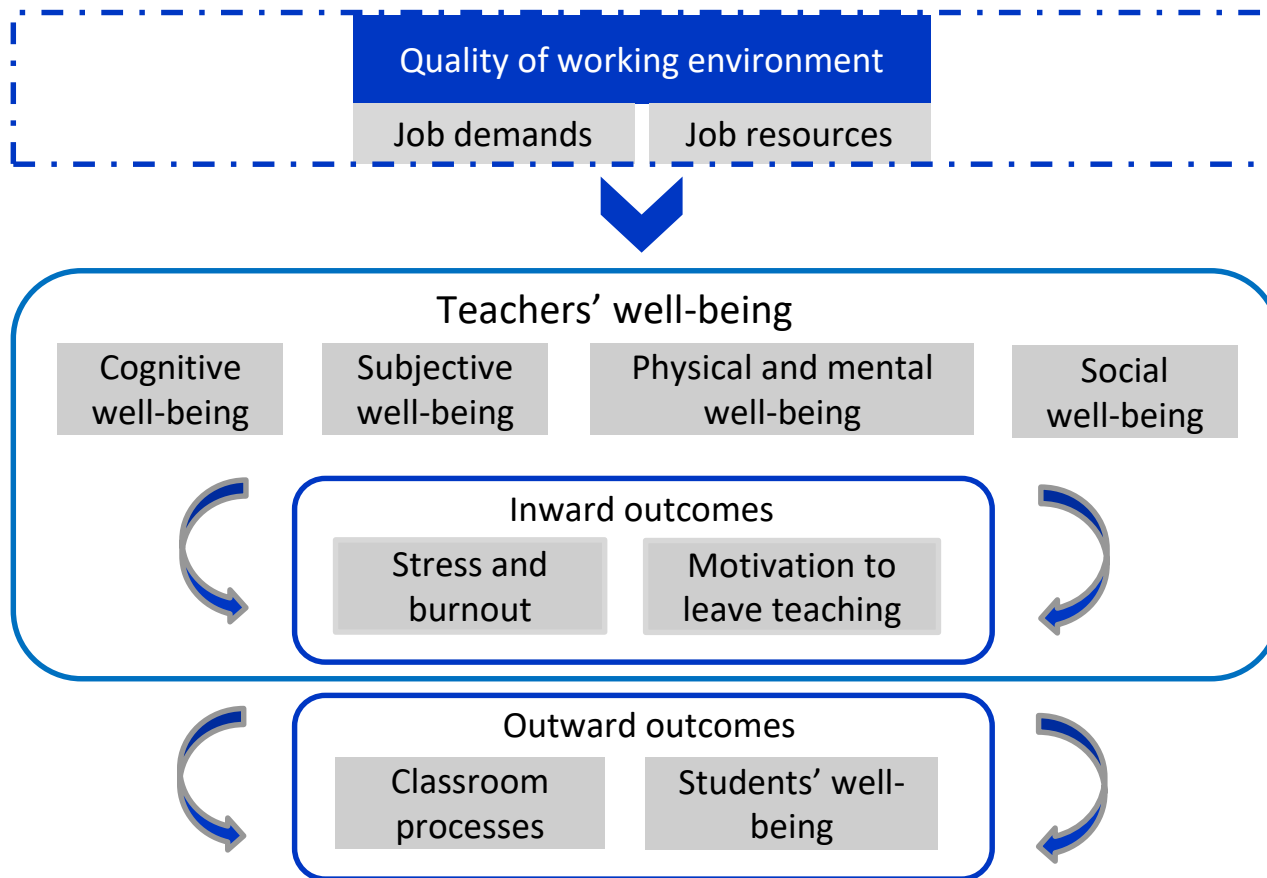 Quality of working environment
Job demands
Job resources
Teachers’ well-being
Cognitive
well-being
Subjective
well-being
Physical and mental
well-being
Social
well-being
Inward outcomes
Stress and
burnout
Motivation to
leave teaching
Outward outcomes
Classroom
processes
Students’ well-
being